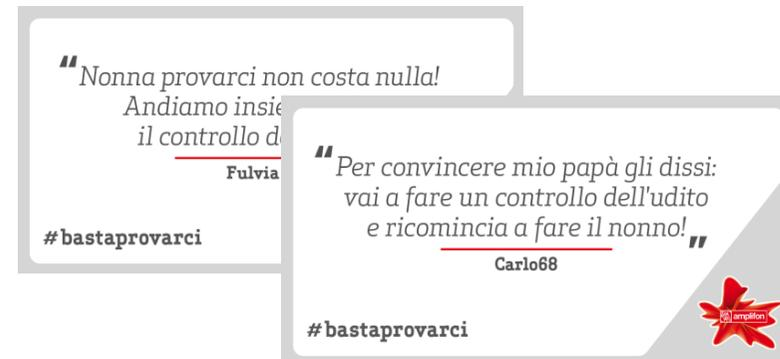 “Nonna provarci non costa nulla!
Andiamo insie
il controllo d
Fulvia
#bastaprovarci
“Per convincere mio papà gli dissi:
vai a fare un controllo dell'udito
e ricomincia a fare il nonno!”
Carlo68
#bastaprovarci
amplifon